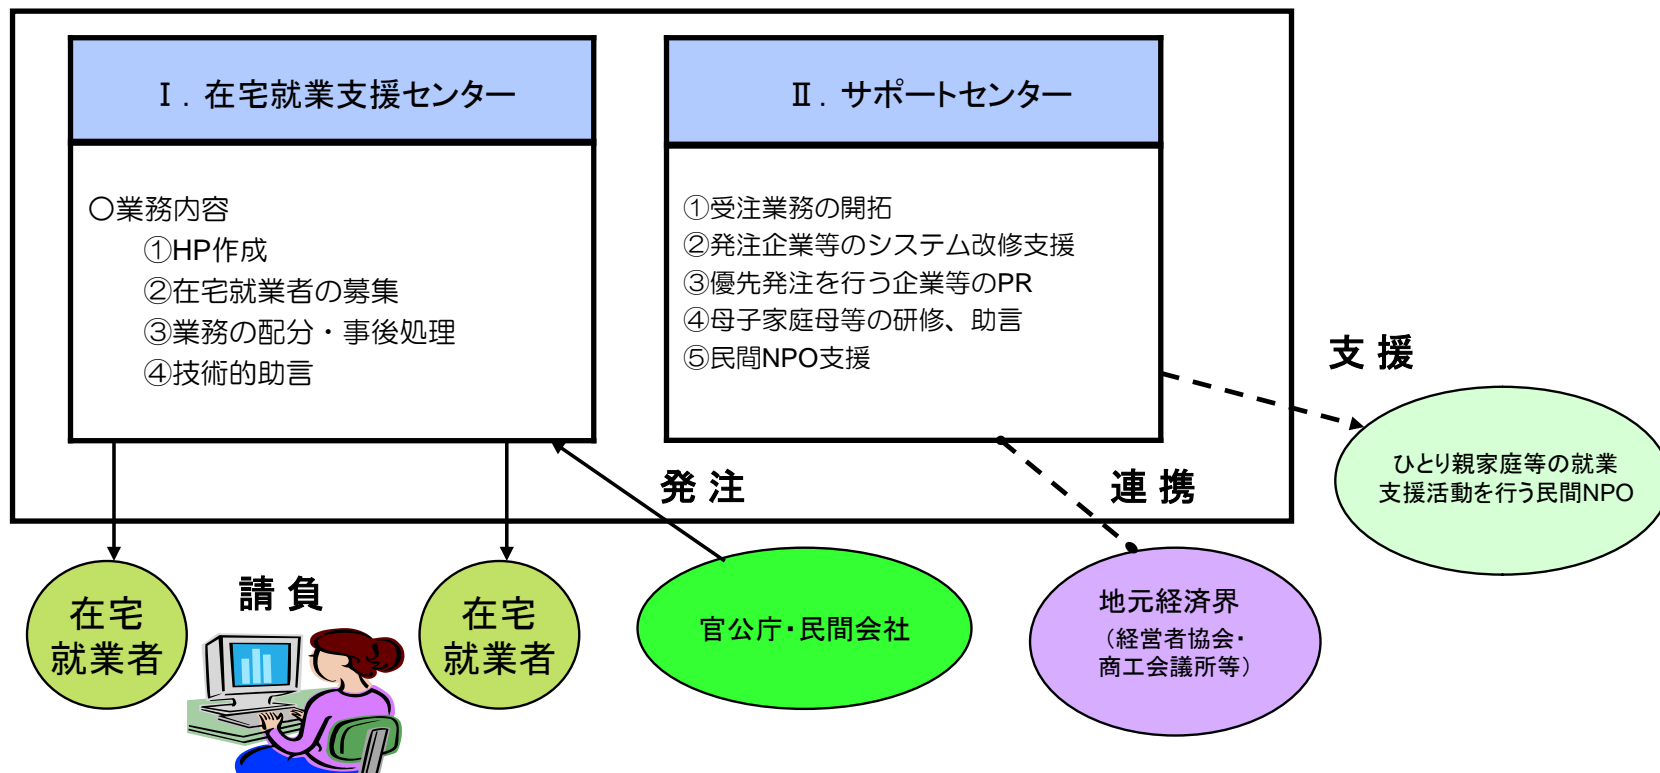 Ⅰ．在宅就業支援センター
〇業務内容
①HP作成
②在宅就業者の募集
③業務の配分・事後処理
④技術的助言
Ⅱ．サポートセンター
①受注業務の開拓
②発注企業等のシステム改修支援
③優先発注を行う企業等のPR
④母子家庭母等の研修、助言
⑤民間NPO支援
支 援
ひとり親家庭等の就業
支援活動を行う民間NPO
発 注
連 携
在宅
就業者
請 負
在宅
就業者
官公庁・民間会社
地元経済界
（経営者協会・
商工会議所等）